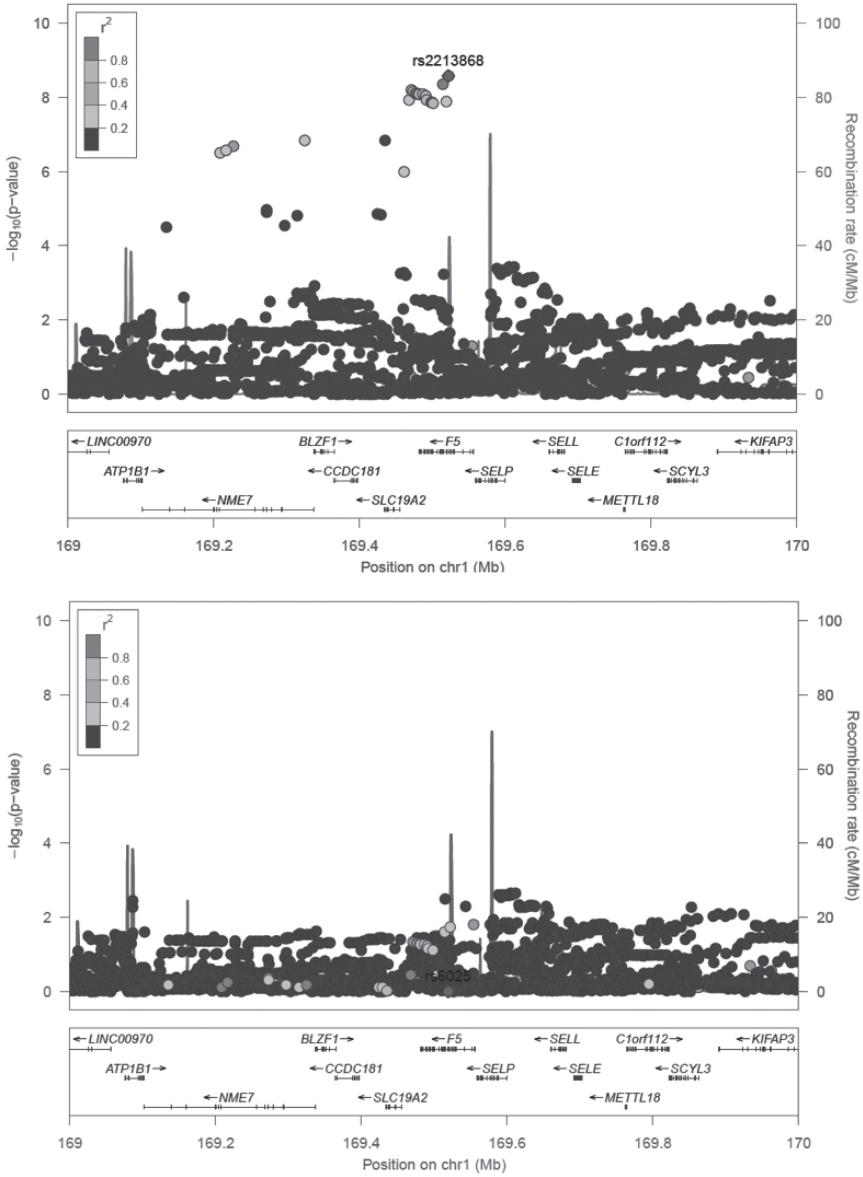 r²
0.8
0.6
0.4
0.2
rs2213868
10
8
6
4
2
0
−log₁₀(p−value)
100
80
60
40
20
0
Recombination rate (cM/Mb)
←LINC00970
BLZF1→
←F5
←SELL
C1orf112→
←KIFAP3
ATP1B1→
←CCDC181
←SELP
←SELE
←SCYL3
←NME7
←SLC19A2
←METTL18
169
169.2
169.4
169.6
169.8
170
Position on chr1 (Mb)
r²
0.8
0.6
0.4
0.2
rs6025
10
8
6
4
2
0
−log₁₀(p−value)
100
80
60
40
20
0
Recombination rate (cM/Mb)
←LINC00970
BLZF1→
←F5
←SELL
C1orf112→
←KIFAP3
ATP1B1→
←CCDC181
←SELP
←SELE
←SCYL3
←NME7
←SLC19A2
←METTL18
169
169.2
169.4
169.6
169.8
170
Position on chr1 (Mb)